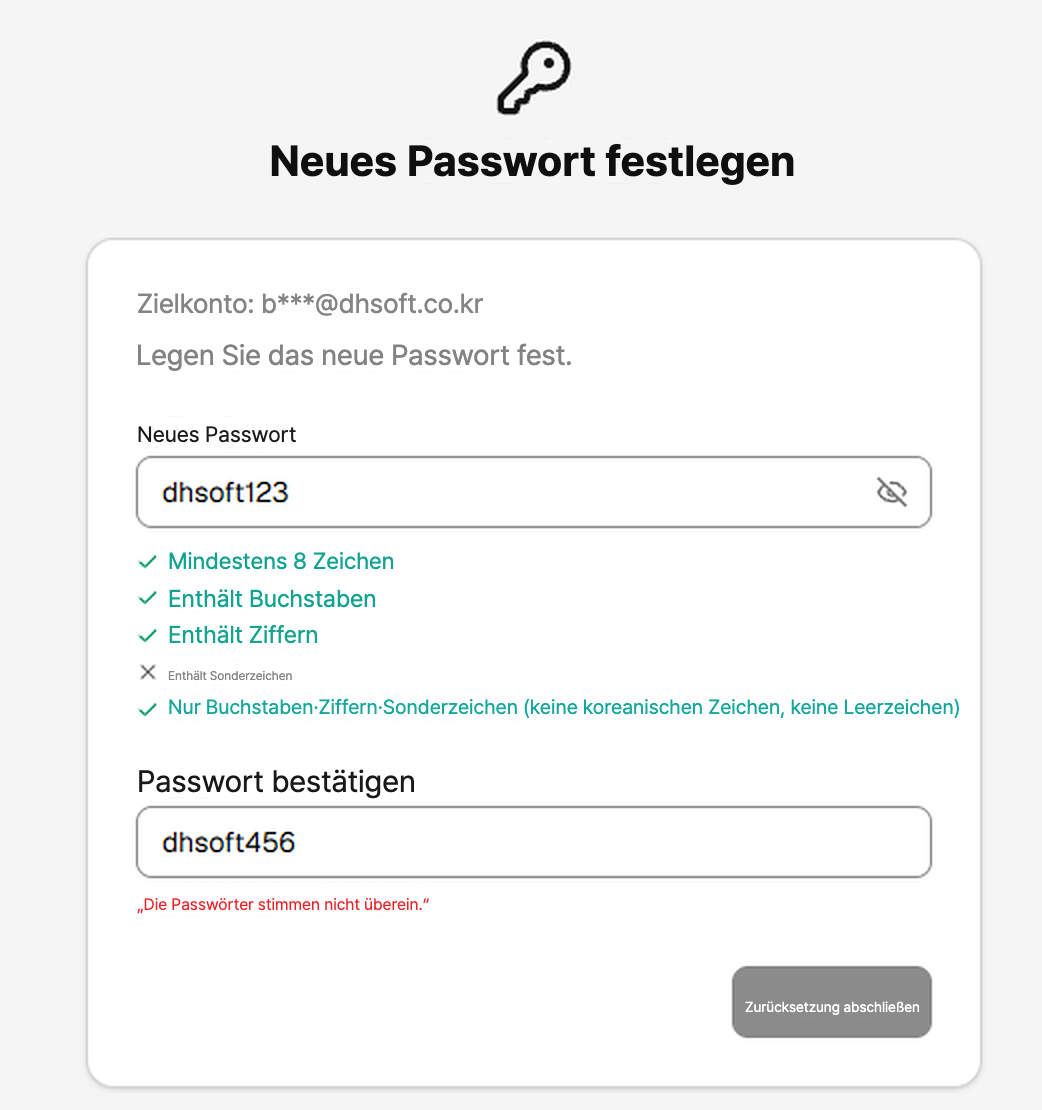 Neues Passwort festlegen
Zielkonto: b***@dhsoft.co.kr
Legen Sie das neue Passwort fest.
Neues Passwort
dhsoft123
Mindestens 8 Zeichen
Enthält Buchstaben
Enthält Ziffern
Enthält Sonderzeichen
Nur Buchstaben·Ziffern·Sonderzeichen (keine koreanischen Zeichen, keine Leerzeichen)
Passwort bestätigen
dhsoft456
„Die Passwörter stimmen nicht überein.“
Zurücksetzung abschließen